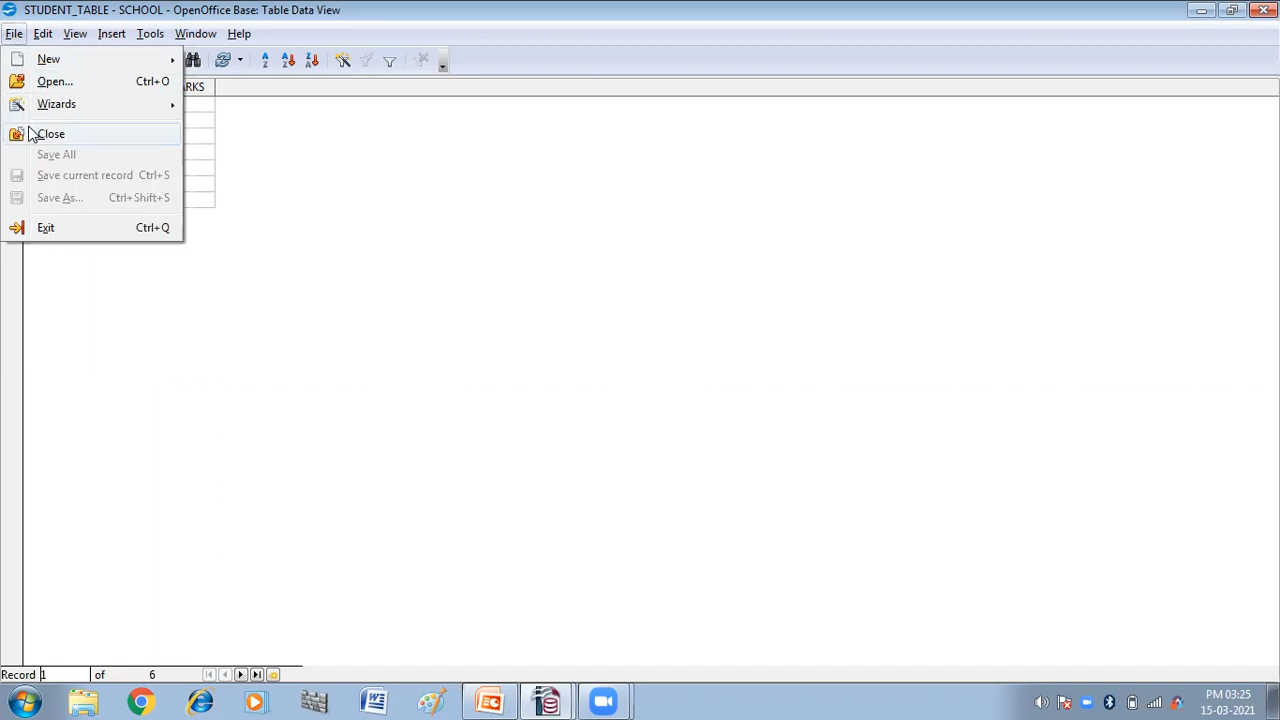 STUDENT_TABLE - SCHOOL - OpenOffice Base: Table Data View
File Edit View Insert Tools Window Help
New
Open... Ctrl+O
Wizards
Close
Save All
Save current record Ctrl+S
Save As... Ctrl+Shift+S
Exit Ctrl+Q
RKS
Record 1 of 6
PM 03:25
15-03-2021